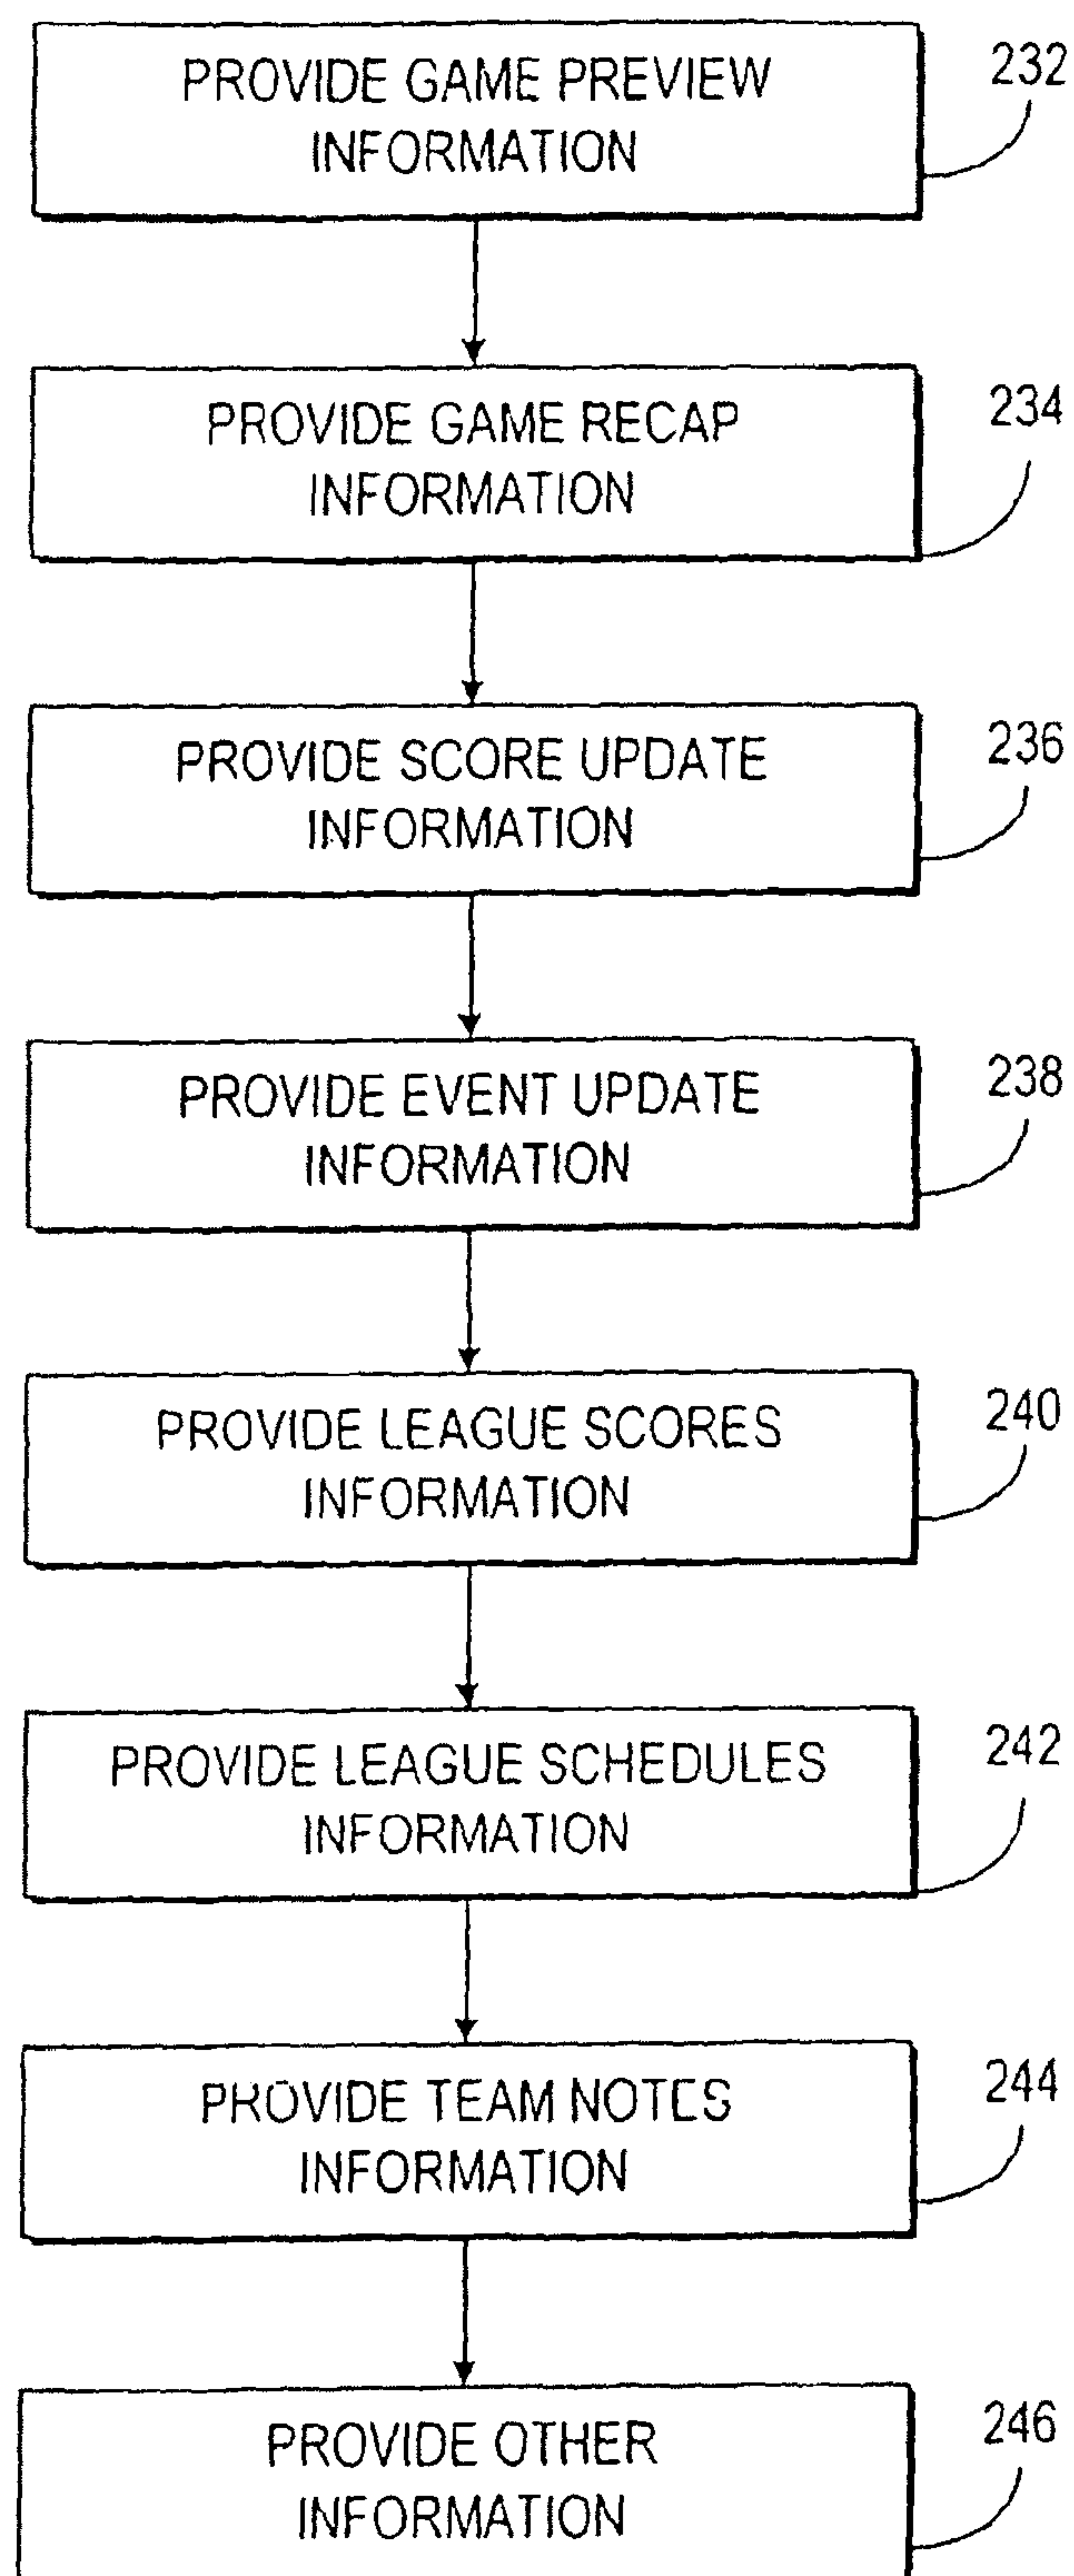 PROVIDE GAME PREVIEW
INFORMATION
232
PROVIDE GAME RECAP
INFORMATION
234
PROVIDE SCORE UPDATE
INFORMATION
236
PROVIDE EVENT UPDATE
INFORMATION
238
PROVIDE LEAGUE SCORES
INFORMATION
240
PROVIDE LEAGUE SCHEDULES
INFORMATION
242
PROVIDE TEAM NOTES
INFORMATION
244
PROVIDE OTHER
INFORMATION
246